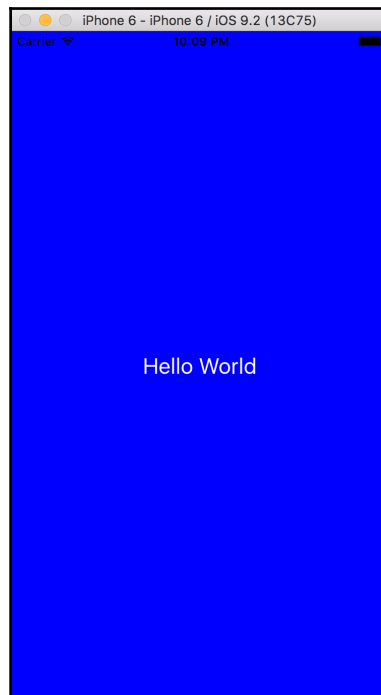 iPhone 6 - iPhone 6 / iOS 9.2 (13C75)
Carrier 10:09 PM
Hello World